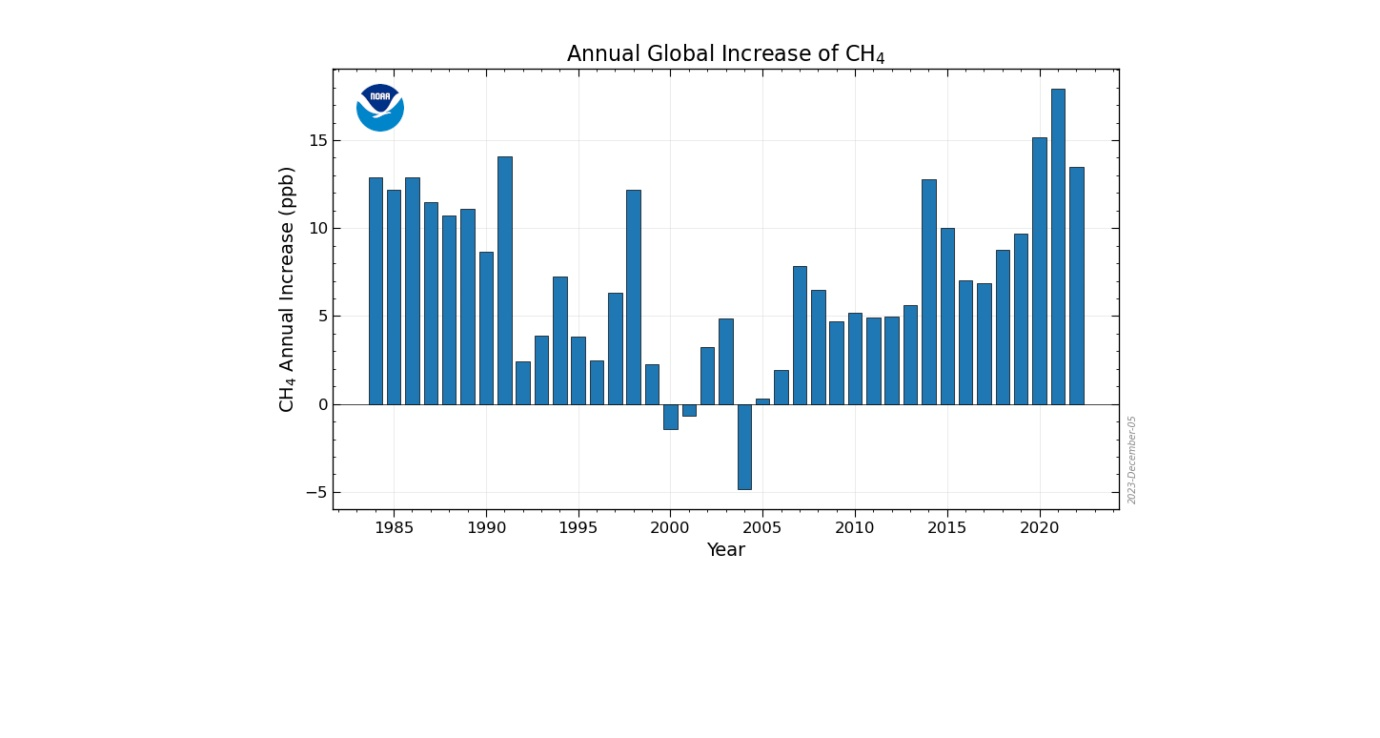 Annual Global Increase of CH₄
NOAA
CH₄ Annual Increase (ppb)
15
10
5
0
−5
1985 1990 1995 2000 2005 2010 2015 2020
Year
2023-December-05